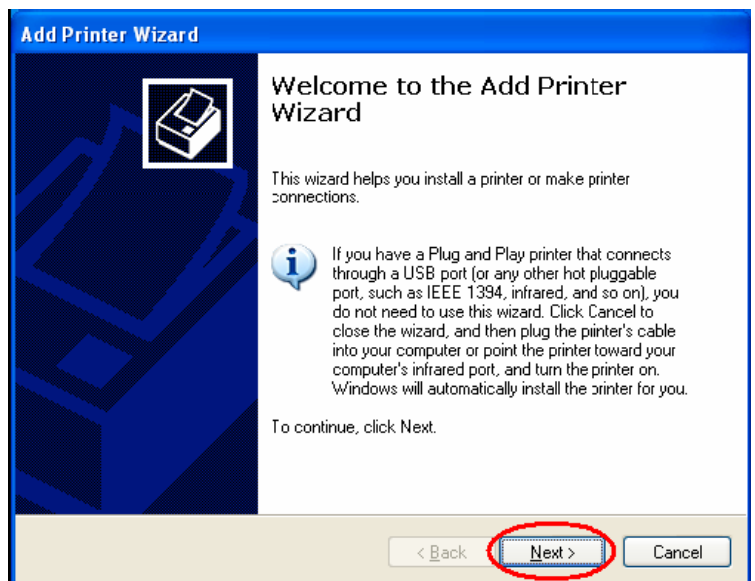 Add Printer Wizard
Welcome to the Add Printer
Wizard
This wizard helps you install a printer or make printer
connections.
If you have a Plug and Play printer that connects
through a USB port (or any other hot pluggable
port, such as IEEE 1394, infrared, and so on), you
do not need to use this wizard. Click Cancel to
close the wizard, and then plug the printer's cable
into your computer or point the printer toward your
computer's infrared port, and turn the printer on.
Windows will automatically install the printer for you.
To continue, click Next.
< Back
Next >
Cancel